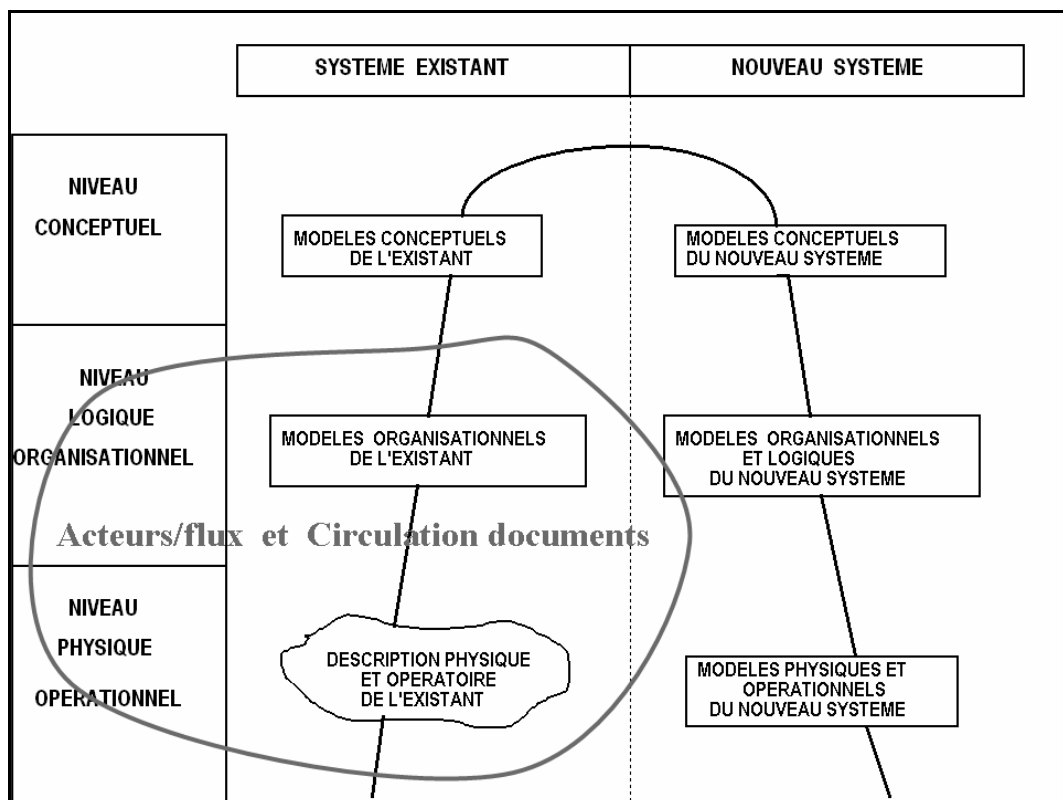 SYSTEME EXISTANT
NOUVEAU SYSTEME
NIVEAU
CONCEPTUEL
MODELES CONCEPTUELS
DE L'EXISTANT
MODELES CONCEPTUELS
DU NOUVEAU SYSTEME
NIVEAU
LOGIQUE
ORGANISATIONNEL
MODELES ORGANISATIONNELS
DE L'EXISTANT
MODELES ORGANISATIONNELS
ET LOGIQUES
DU NOUVEAU SYSTEME
Acteurs/flux et Circulation documents
NIVEAU
PHYSIQUE
OPERATIONNEL
DESCRIPTION PHYSIQUE
ET OPERATOIRE
DE L'EXISTANT
MODELES PHYSIQUES ET
OPERATIONNELS
DU NOUVEAU SYSTEME